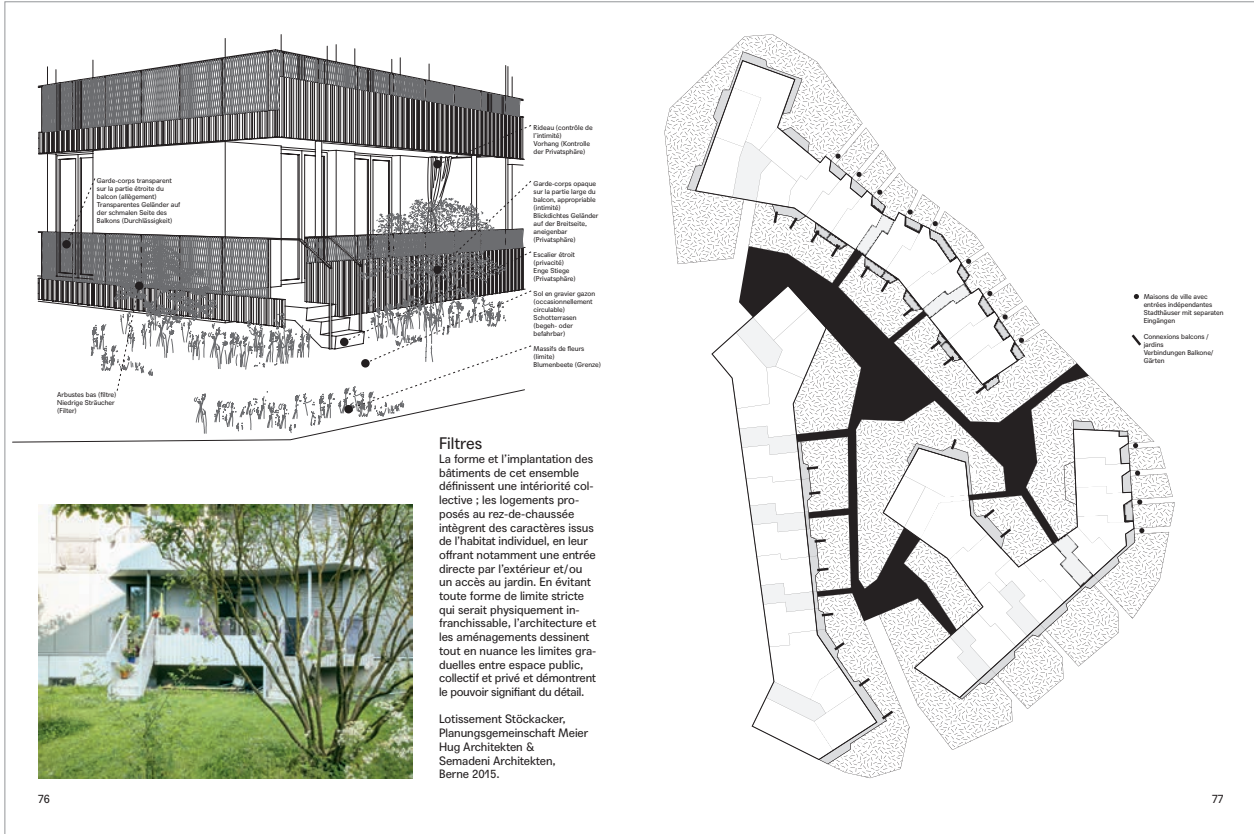 Rideau (contrôle de
l'intimité)
Vorhang (Kontrolle
der Privatsphäre)
Garde-corps transparent
sur la partie étroite du
balcon (allègement)
Transparentes Geländer auf
der schmalen Seite des
Balkons (Durchlässigkeit)
Garde-corps opaque
sur la partie large du
balcon, appropriable
(intimité)
Blickdichtes Geländer
auf der Breitseite,
aneigenbar
(Privatsphäre)
Escalier étroit
(privacité)
Enge Stiege
(Privatsphäre)
Sol en gravier gazon
(occasionnellement
circulable)
Schotterrasen
(begeh- oder
befahrbar)
Massifs de fleurs
(limite)
Blumenbeete (Grenze)
Arbustes bas (filtre)
Niedrige Sträucher
(Filter)
Filtres
La forme et l'implantation des
bâtiments de cet ensemble
définissent une intériorité col-
lective ; les logements pro-
posés au rez-de-chaussée
intègrent des caractères issus
de l'habitat individuel, en leur
offrant notamment une entrée
directe par l'extérieur et/ou
un accès au jardin. En évitant
toute forme de limite stricte
qui serait physiquement in-
franchissable, l'architecture et
les aménagements dessinent
tout en nuance les limites gra-
duelles entre espace public,
collectif et privé et démontrent
le pouvoir signifiant du détail.
Lotissement Stöckacker,
Planungsgemeinschaft Meier
Hug Architekten &
Semadeni Architekten,
Berne 2015.
76
Maisons de ville avec
entrées indépendantes
Stadthäuser mit separaten
Eingängen
Connexions balcons /
jardins
Verbindungen Balkone/
Gärten
77